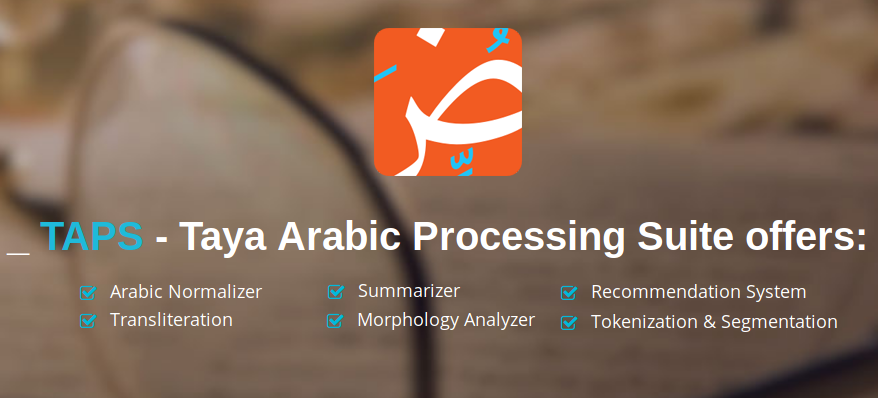 ض
_ TAPS - Taya Arabic Processing Suite offers:
Arabic Normalizer
Summarizer
Recommendation System
Transliteration
Morphology Analyzer
Tokenization & Segmentation